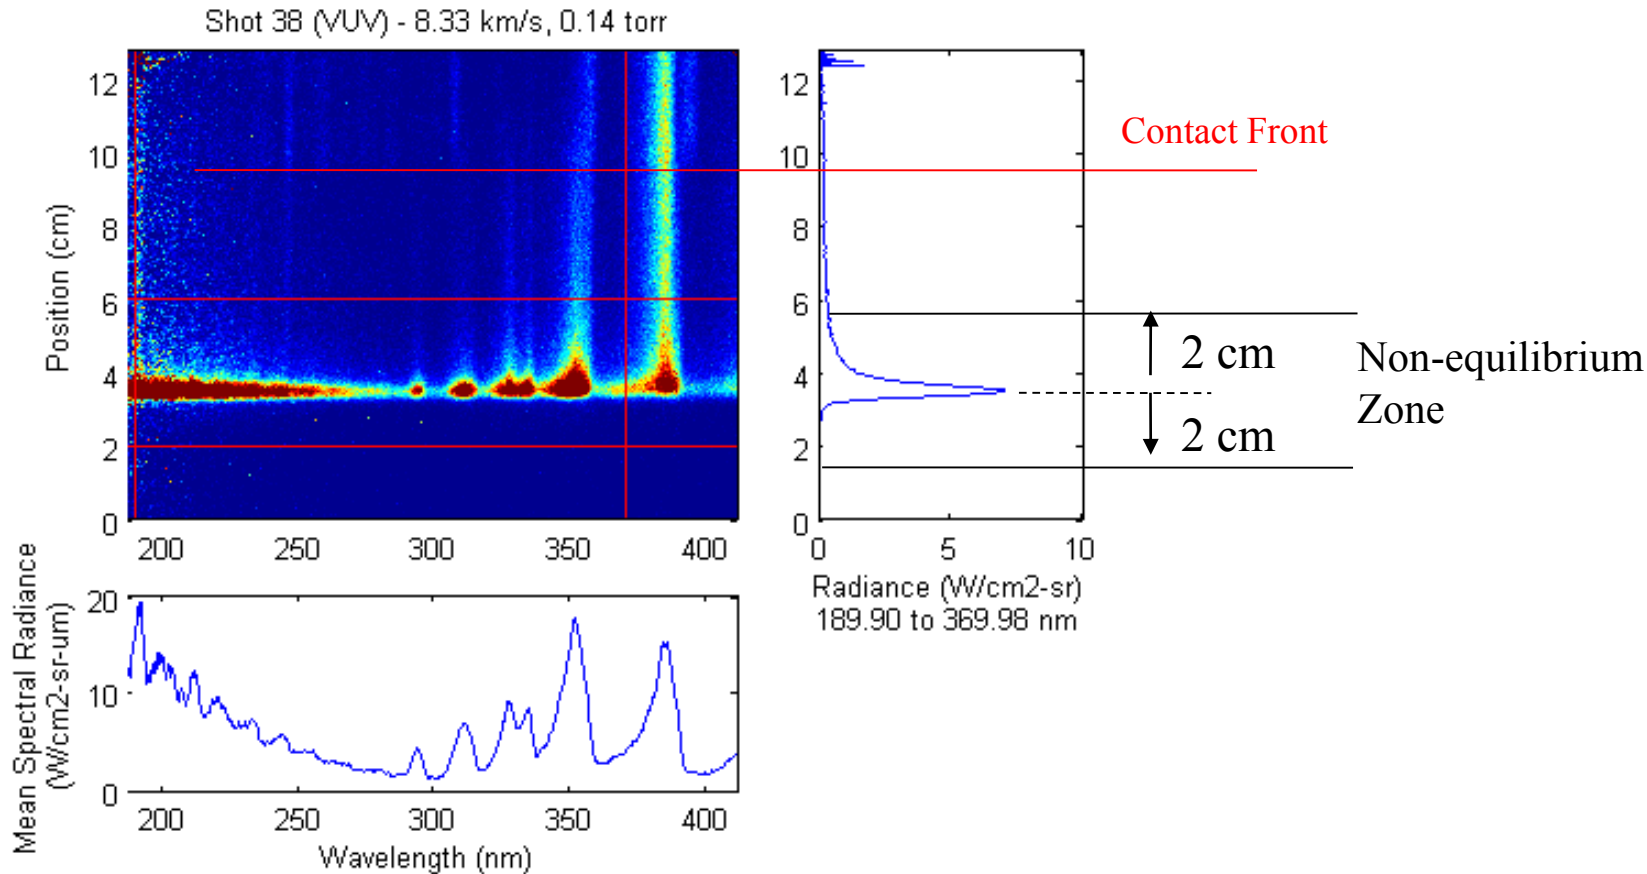 Shot 38 (VUV) - 8.33 km/s, 0.14 torr
Position (cm)
12
10
8
6
4
2
0
200 250 300 350 400
12
10
8
6
4
2
0
0 5 10
Radiance (W/cm2-sr)
189.90 to 369.98 nm
Contact Front
2 cm
2 cm
Non-equilibrium
Zone
Mean Spectral Radiance
(W/cm2-sr-um)
20
10
0
200 250 300 350 400
Wavelength (nm)